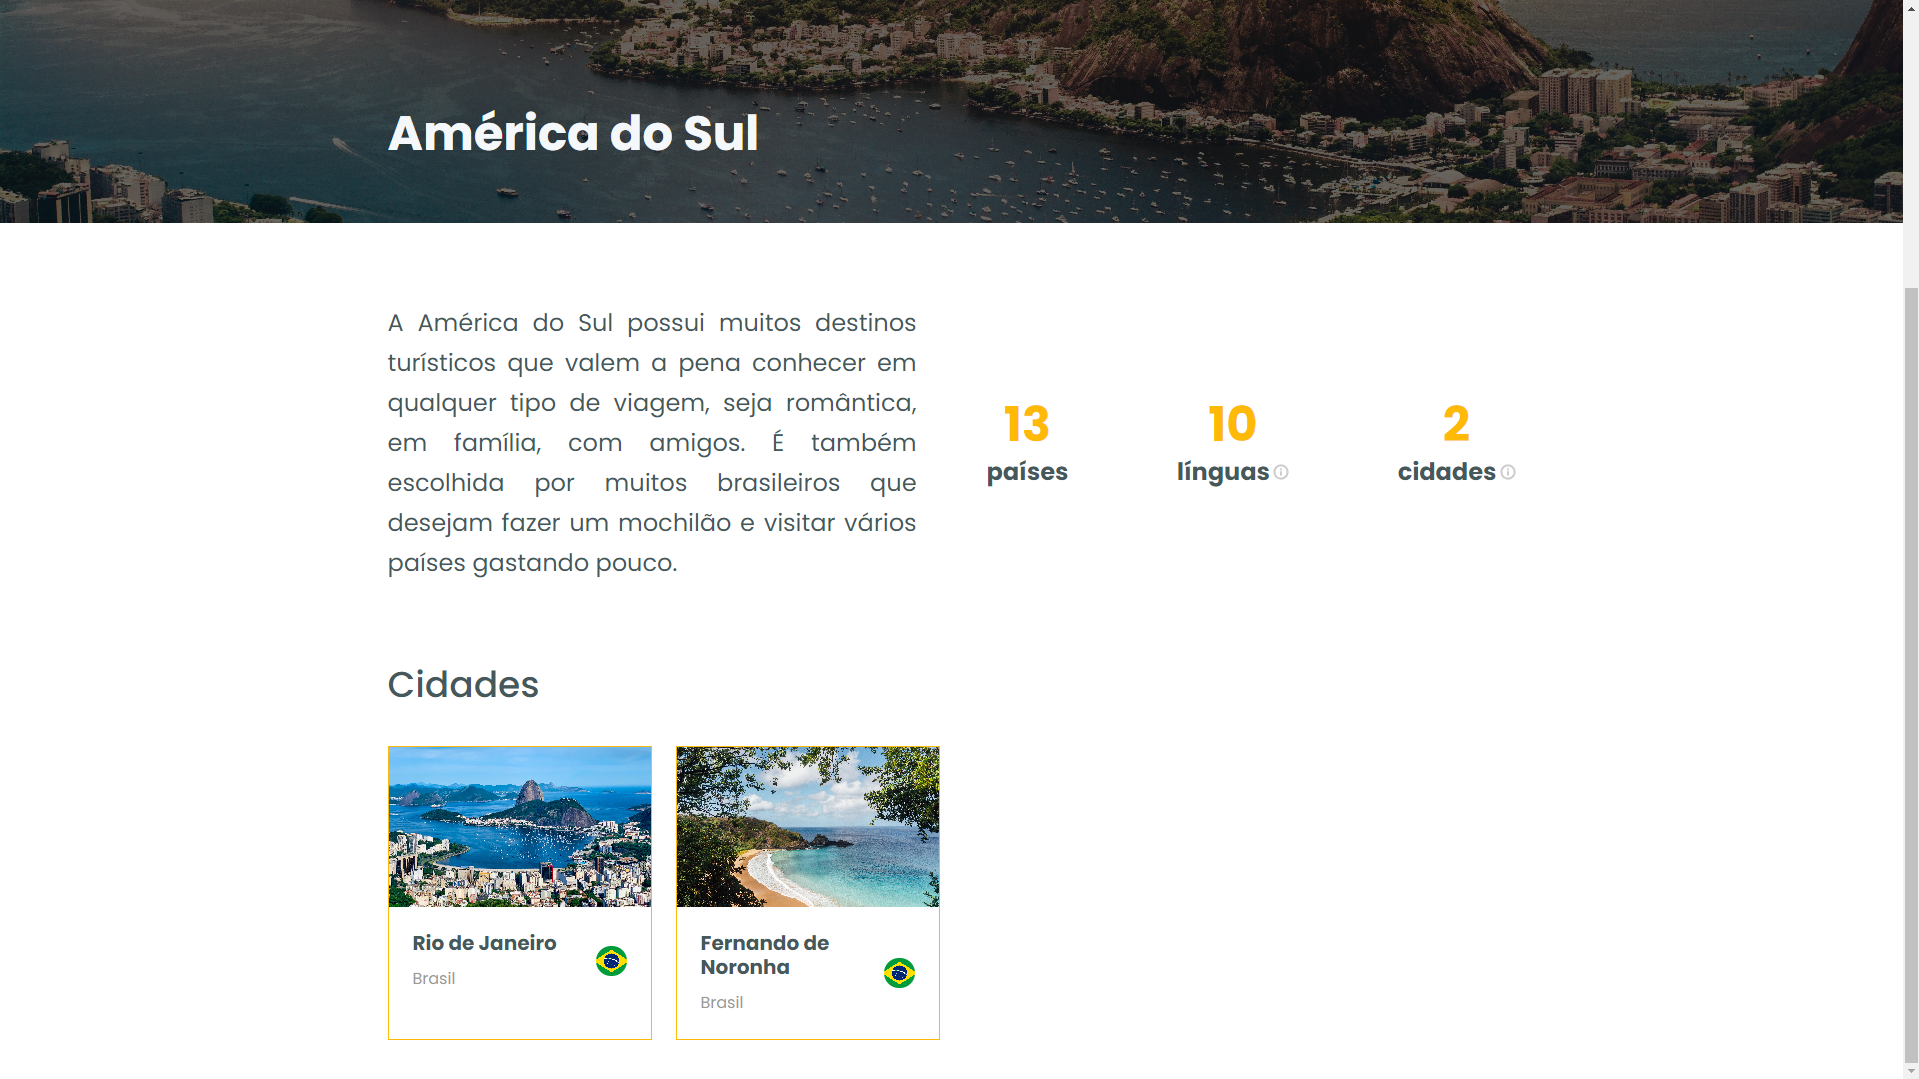 América do Sul
A América do Sul possui muitos destinos
turísticos que valem a pena conhecer em
qualquer tipo de viagem, seja romântica,
em família, com amigos. É também
escolhida por muitos brasileiros que
desejam fazer um mochilão e visitar vários
países gastando pouco.
13
países
10
línguas
2
cidades
Cidades
Rio de Janeiro
Brasil
Fernando de
Noronha
Brasil